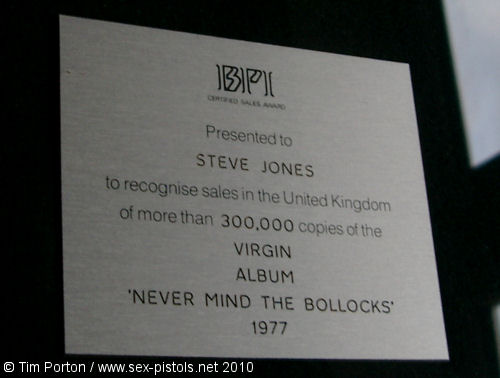 BPI
CERTIFIED SALES AWARD
Presented to
STEVE JONES
to recognise sales in the United Kingdom
of more than 300,000 copies of the
VIRGIN
ALBUM
'NEVER MIND THE BOLLOCKS'
1977
© Tim Porton / www.sex-pistols.net 2010